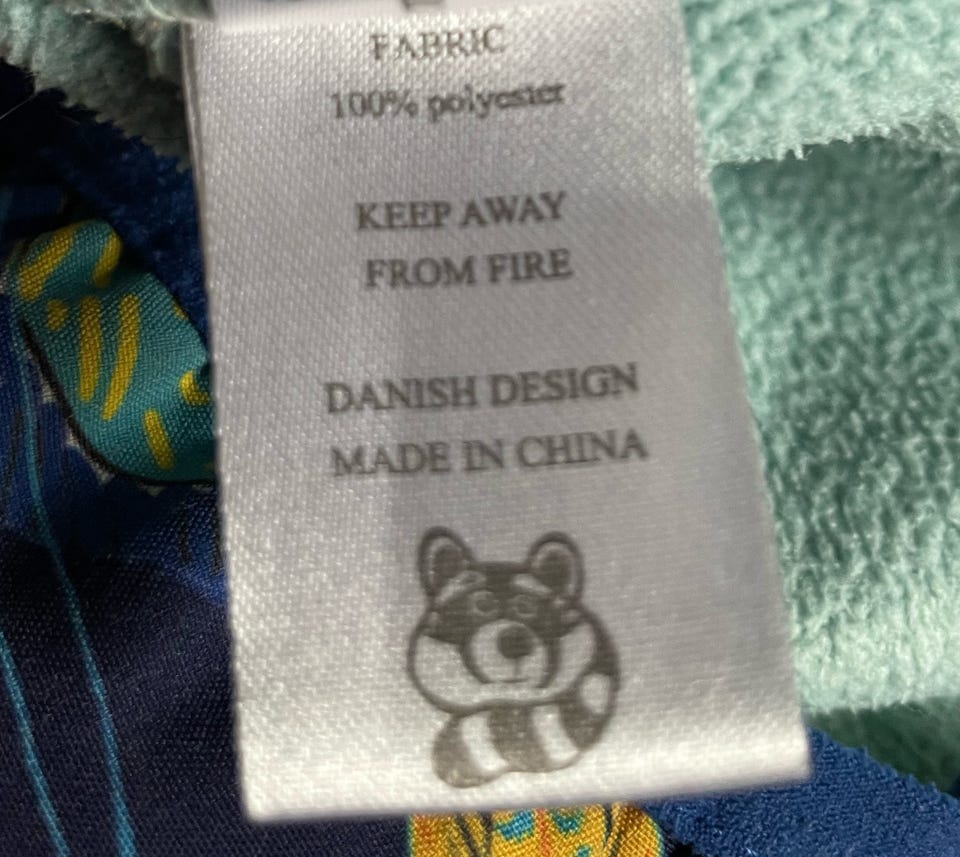 FABRIC
100% polyester
KEEP AWAY
FROM FIRE
DANISH DESIGN
MADE IN CHINA